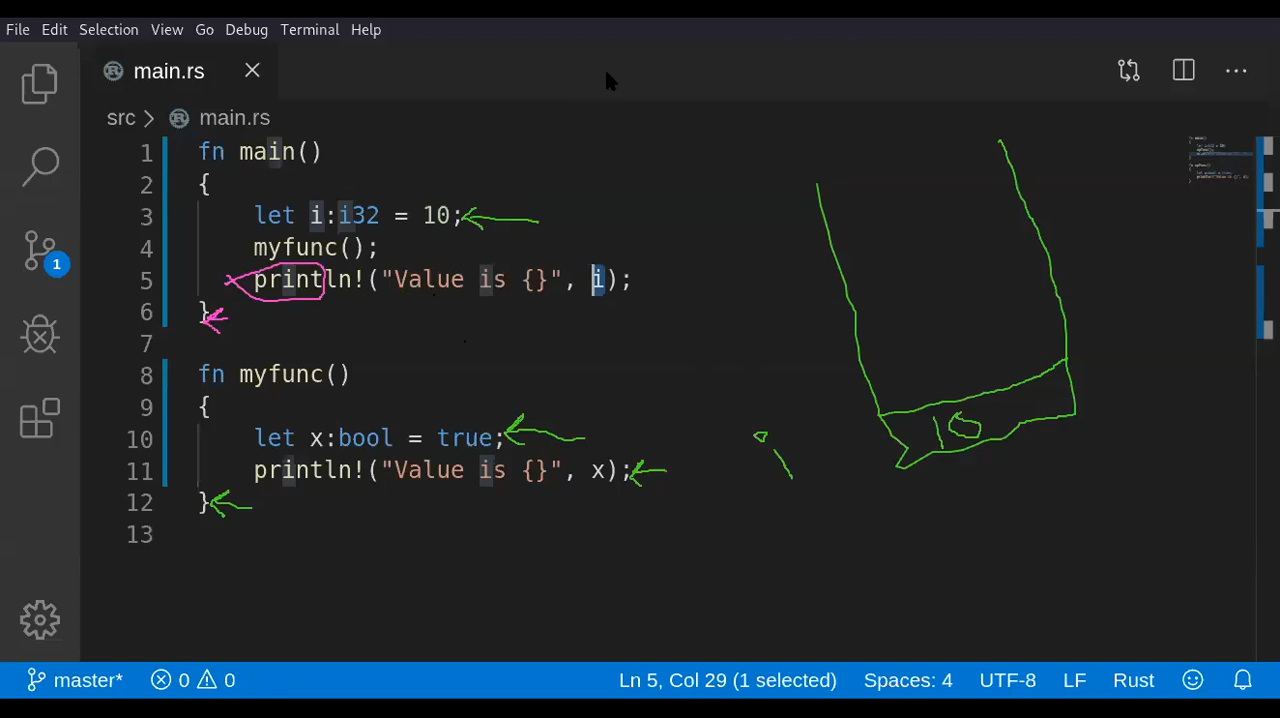 File Edit Selection View Go Debug Terminal Help
main.rs
src > main.rs
1 fn main()
2 {
3 let i:i32 = 10;
4 myfunc();
5 println!("Value is {}", i);
6 }
7
8 fn myfunc()
9 {
10 let x:bool = true;
11 println!("Value is {}", x);
12 }
13
10
i
1
master* 0 0 Ln 5, Col 29 (1 selected) Spaces: 4 UTF-8 LF Rust